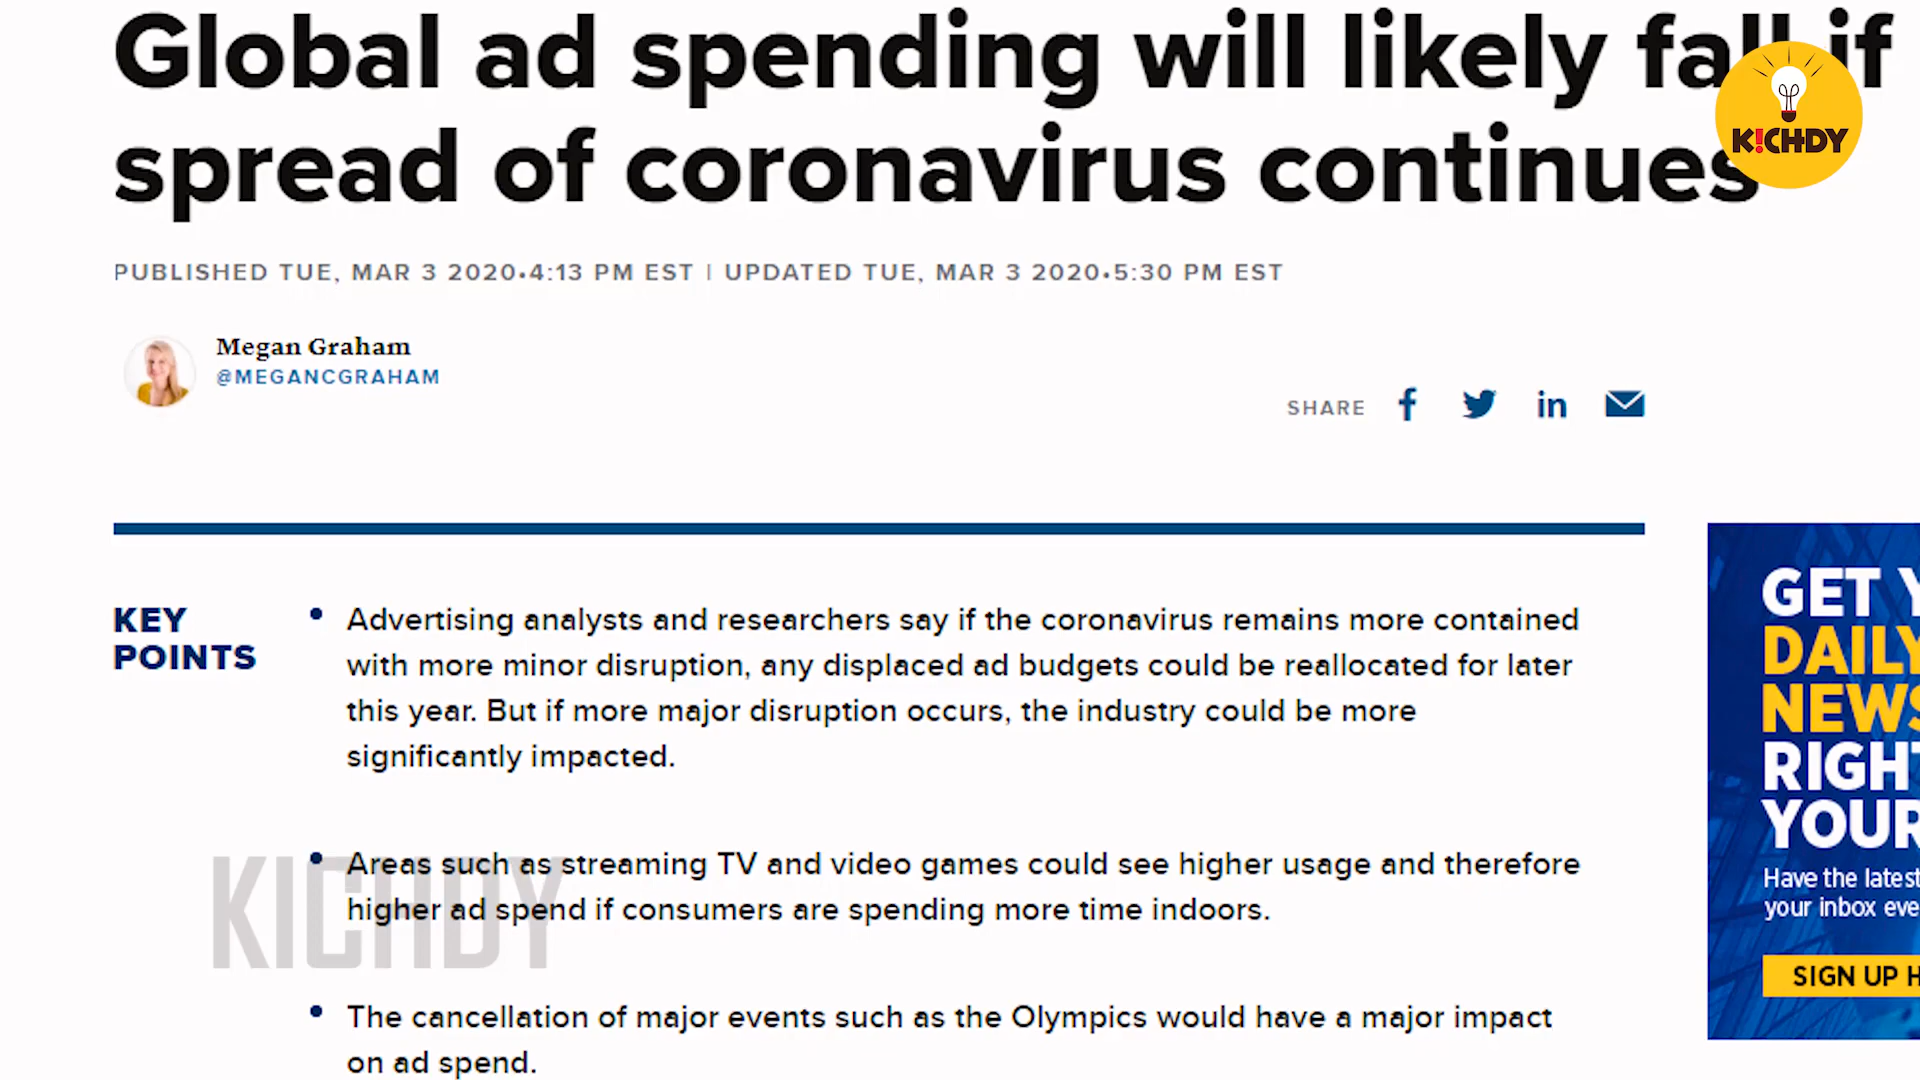 Global ad spending will likely fall if
spread of coronavirus continues
K!CHDY
PUBLISHED TUE, MAR 3 2020•4:13 PM EST | UPDATED TUE, MAR 3 2020•5:30 PM EST
Megan Graham
@MEGANCGRAHAM
SHARE
KEY
POINTS
Advertising analysts and researchers say if the coronavirus remains more contained
with more minor disruption, any displaced ad budgets could be reallocated for later
this year. But if more major disruption occurs, the industry could be more
significantly impacted.
Areas such as streaming TV and video games could see higher usage and therefore
higher ad spend if consumers are spending more time indoors.
KICHDY
The cancellation of major events such as the Olympics would have a major impact
on ad spend.
GET Y
DAILY
NEWS
RIGHT
YOUR
Have the latest
your inbox eve
SIGN UP H